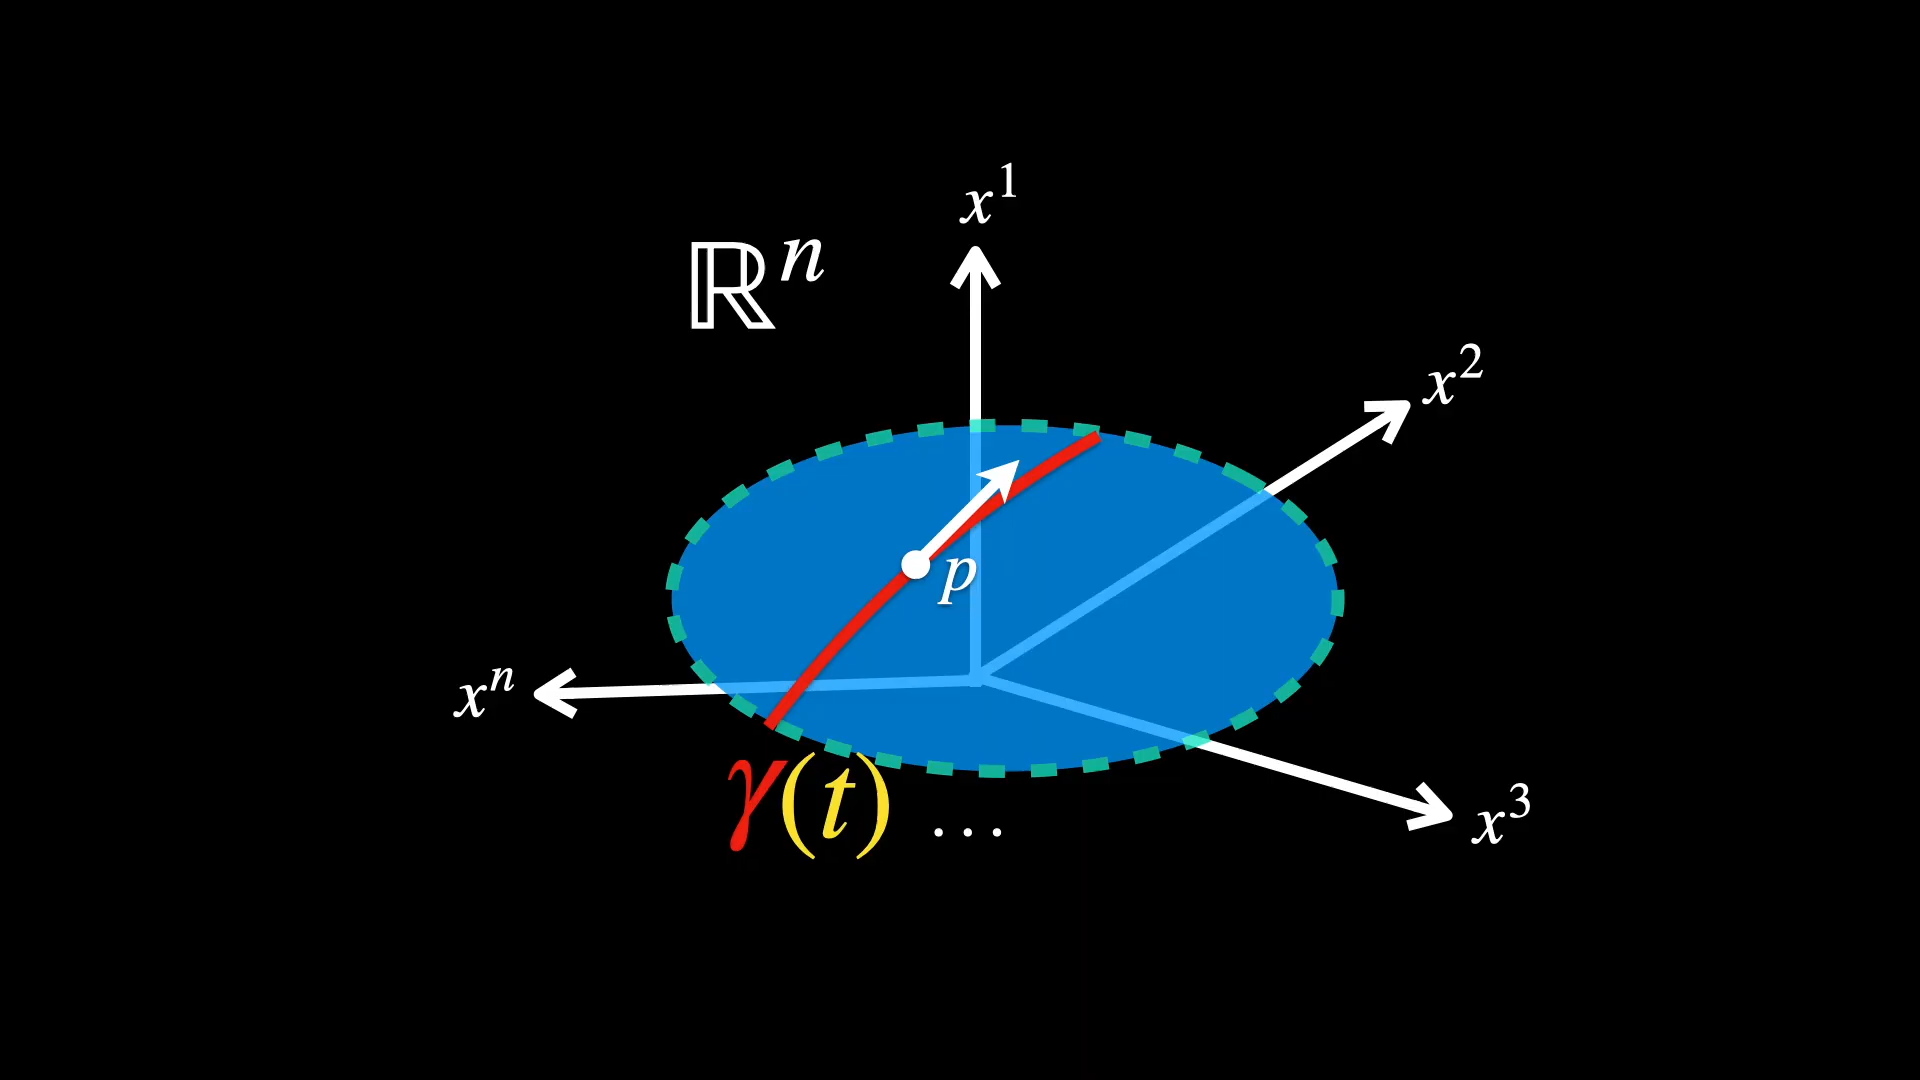 x¹
ℝⁿ
x²
p
xⁿ
γ(t) ...
x³